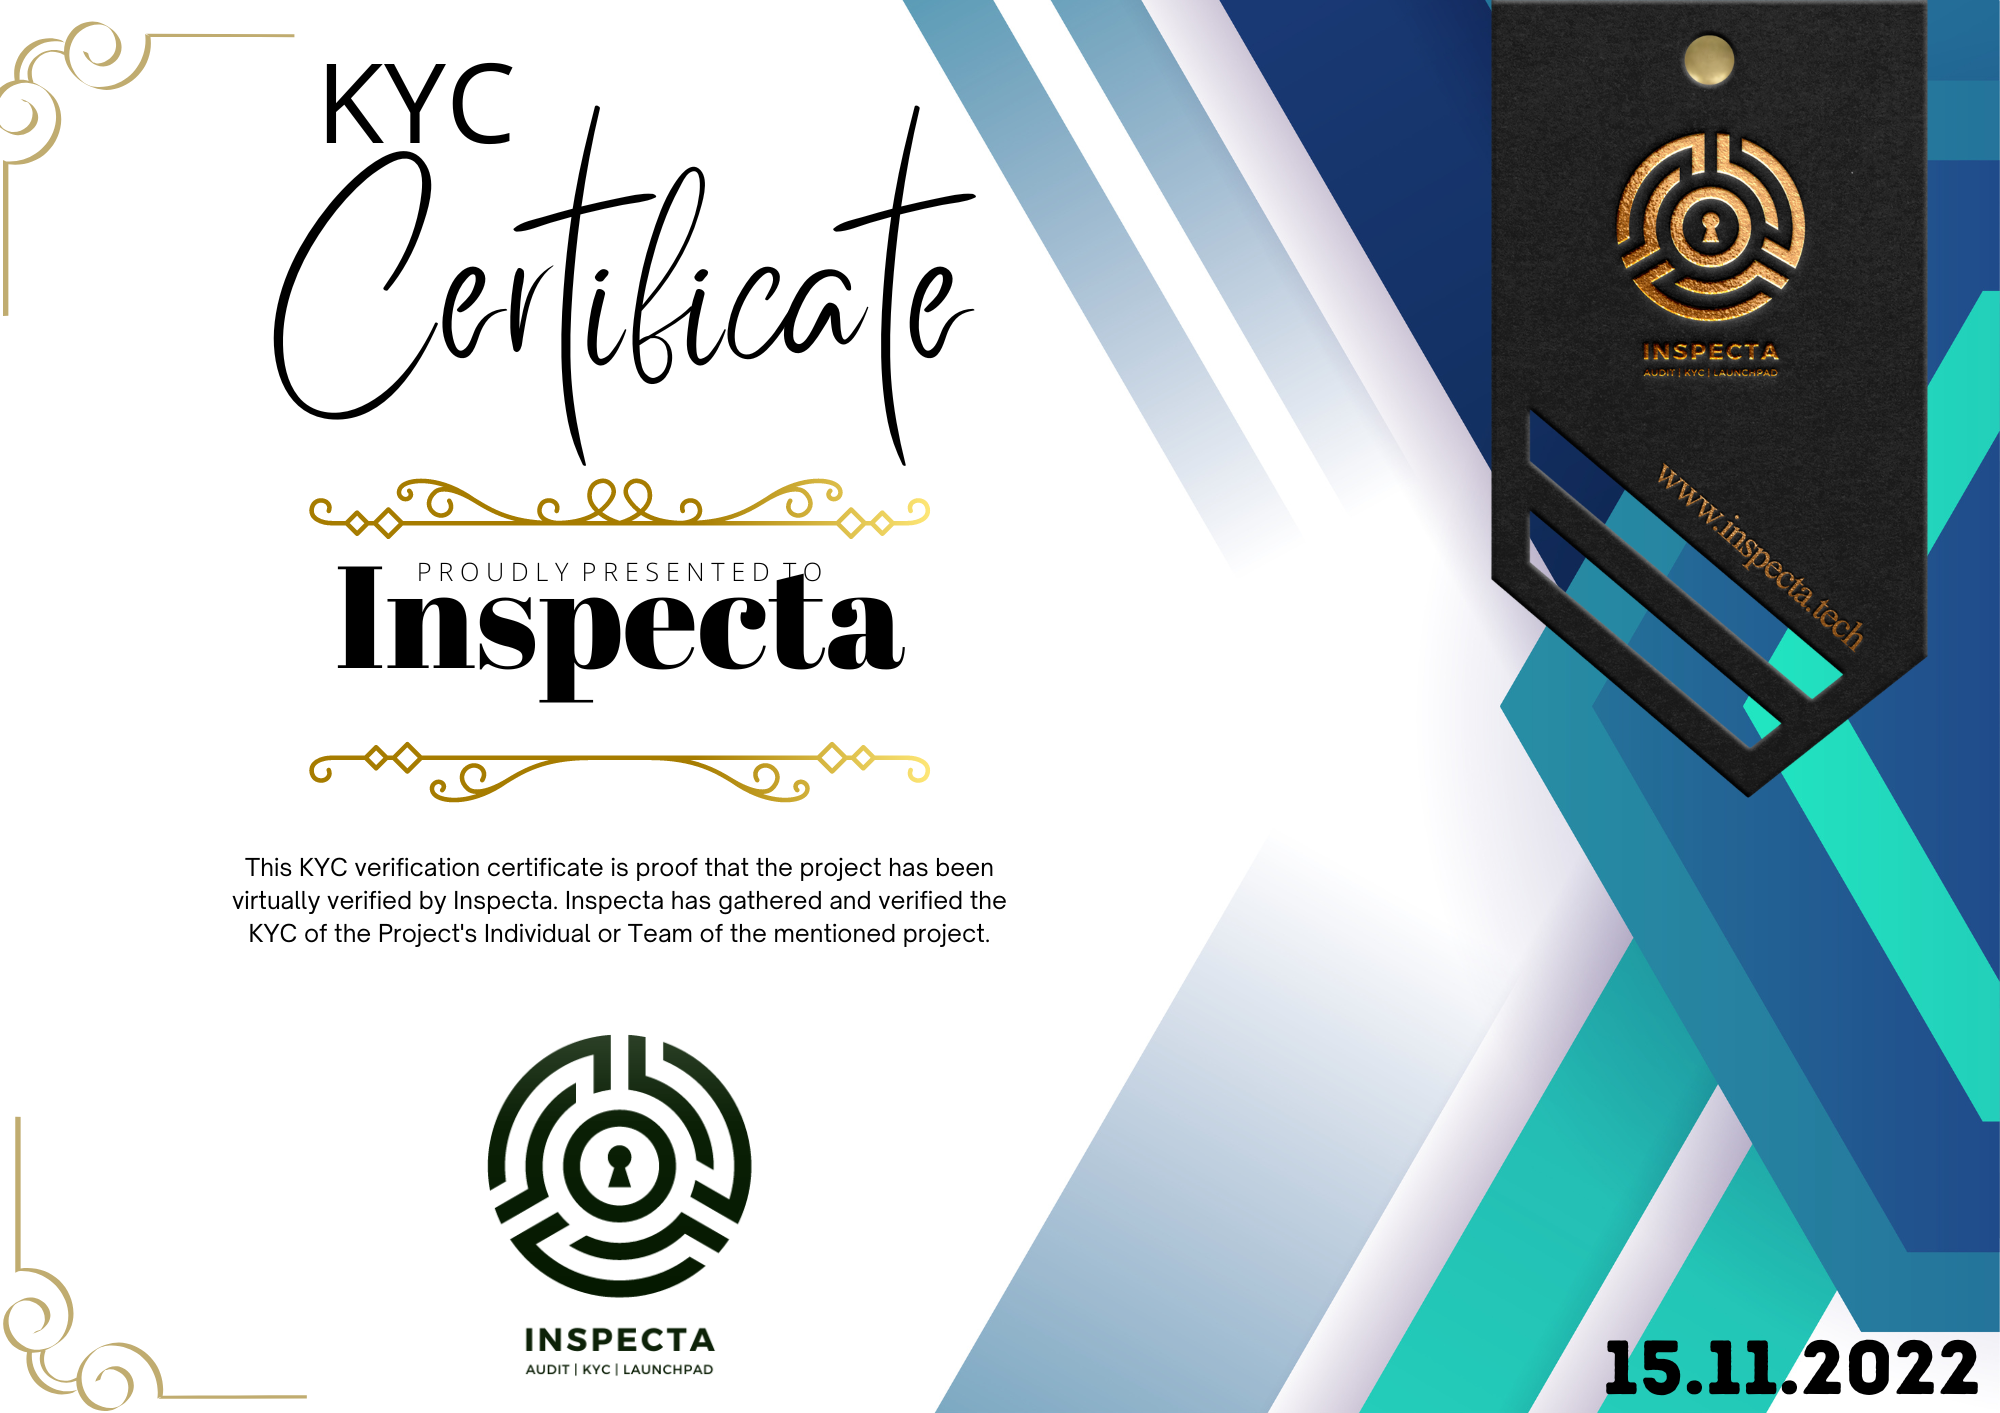 KYC
Certificate
PROUDLY PRESENTED TO
Inspecta
This KYC verification certificate is proof that the project has been
virtually verified by Inspecta. Inspecta has gathered and verified the
KYC of the Project's Individual or Team of the mentioned project.
INSPECTA
AUDIT | KYC | LAUNCHPAD
INSPECTA
AUDIT | KYC | LAUNCHPAD
www.inspecta.tech
15.11.2022